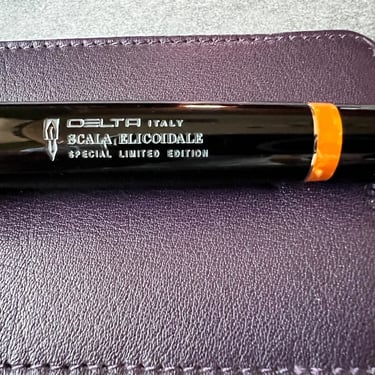 DELTA ITALY
SCALA ELICOIDALE
SPECIAL LIMITED EDITION